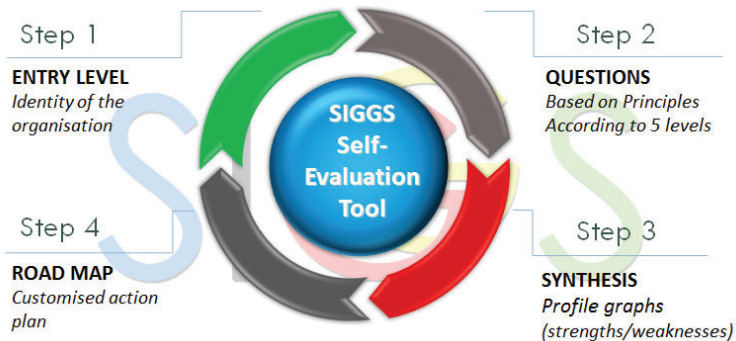 Step 1
ENTRY LEVEL
Identity of the
organisation
Step 2
QUESTIONS
Based on Principles
According to 5 levels
SIGGS
Self-
Evaluation
Tool
Step 4
ROAD MAP
Customised action
plan
Step 3
SYNTHESIS
Profile graphs
(strengths/weaknesses)
SIGGS